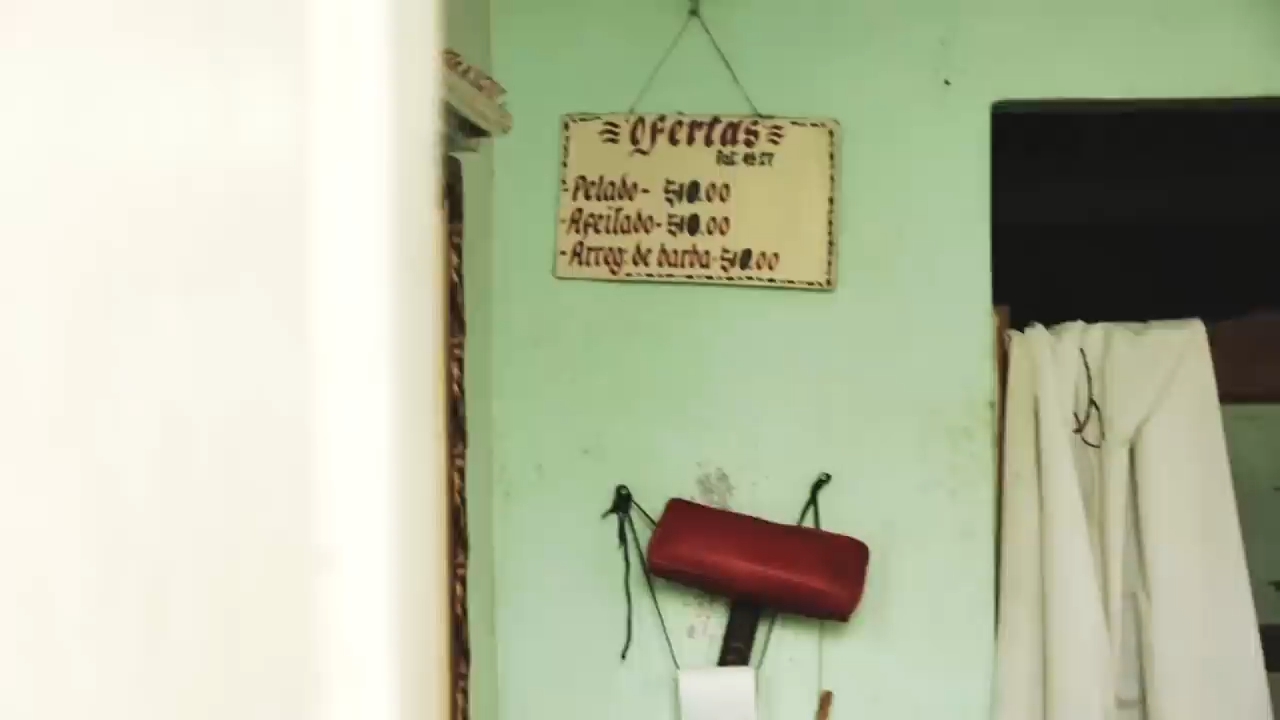 Ofertas
-Pelado- $10.00
-Afeitado- $10.00
-Arreg. de barba-$10.00